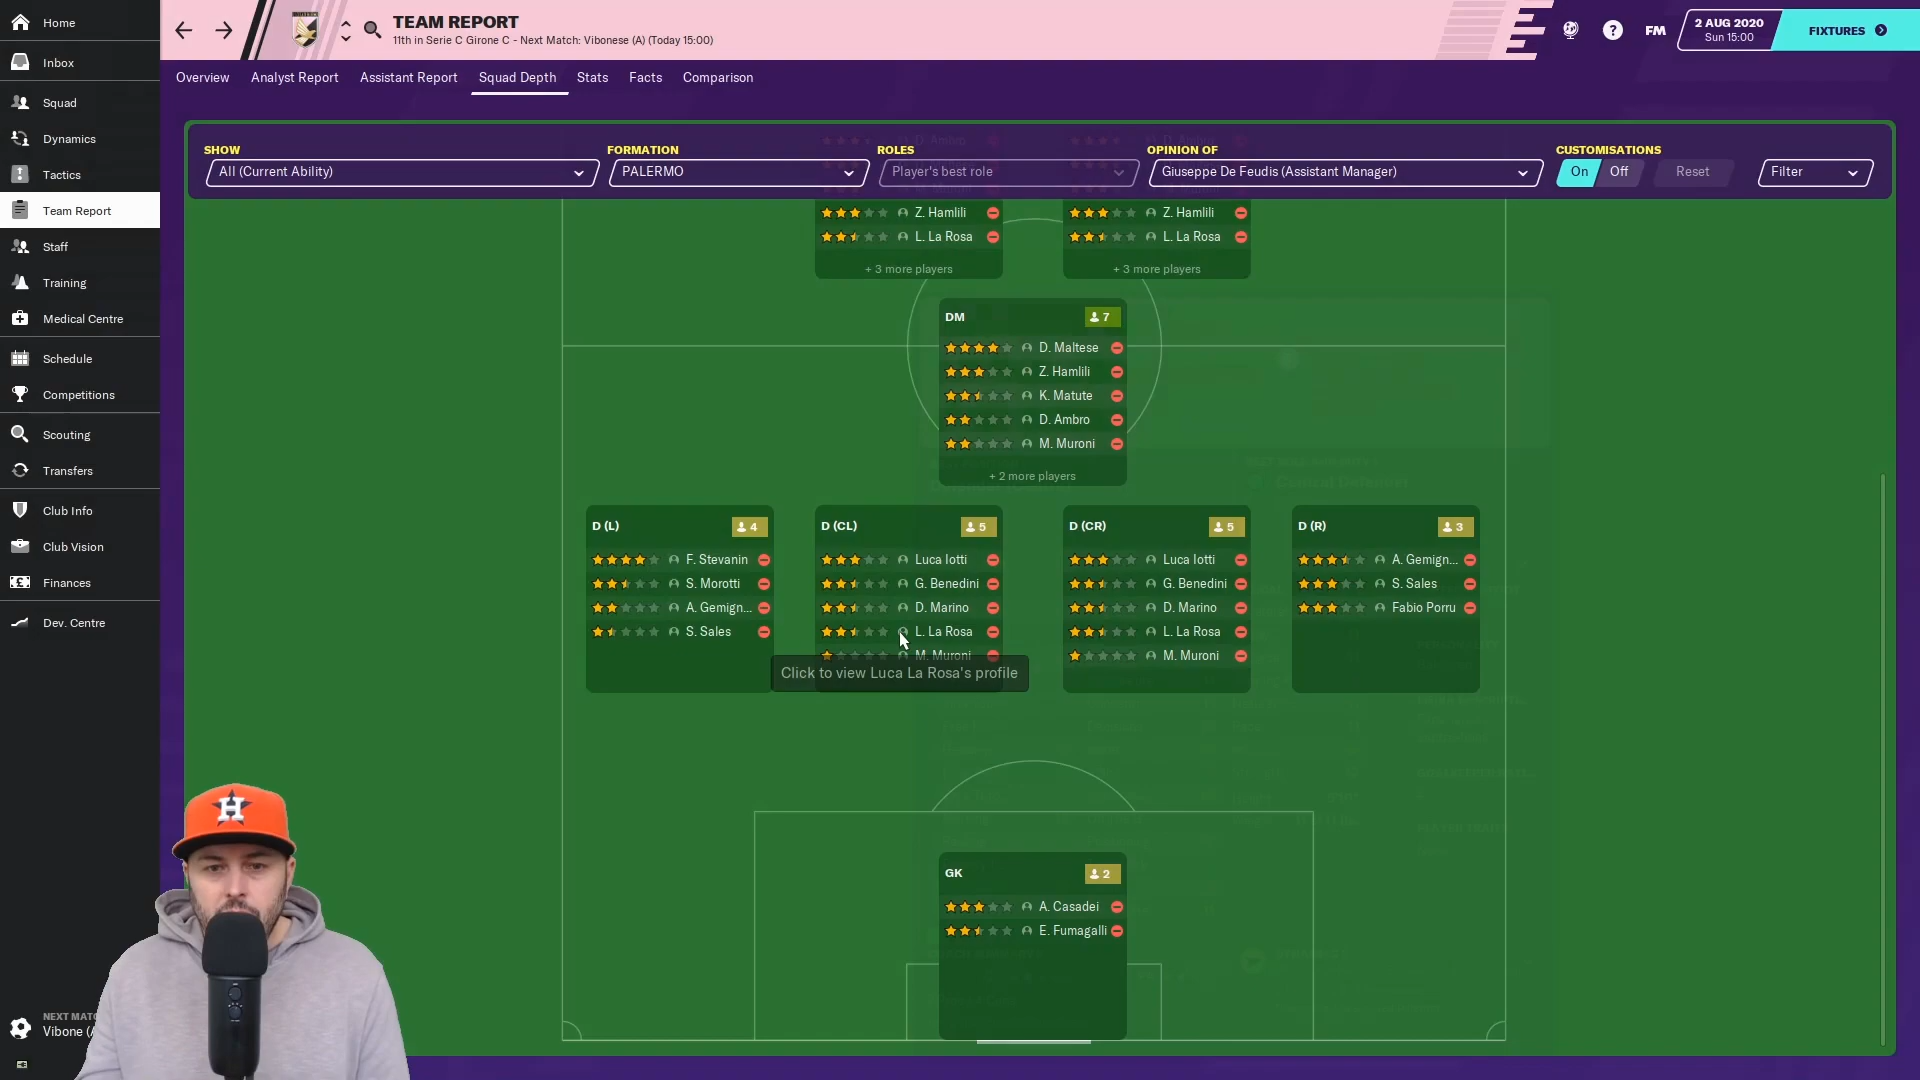 Home
Inbox
Squad
Dynamics
Tactics
Team Report
Staff
Training
Medical Centre
Schedule
Competitions
Scouting
Transfers
Club Info
Club Vision
Finances
Dev. Centre
NEXT MATC
Vibone (A
TEAM REPORT
11th in Serie C Girone C - Next Match: Vibonese (A) (Today 15:00)
FM
2 AUG 2020
Sun 15:00
FIXTURES
Overview
Analyst Report
Assistant Report
Squad Depth
Stats
Facts
Comparison
SHOW
All (Current Ability)
FORMATION
PALERMO
ROLES
Player's best role
OPINION OF
Giuseppe De Feudis (Assistant Manager)
CUSTOMISATIONS
On Off
Reset
Filter
Z. Hamlili
L. La Rosa
+ 3 more players
Z. Hamlili
L. La Rosa
+ 3 more players
DM 7
D. Maltese
Z. Hamlili
K. Matute
D. Ambro
M. Muroni
+ 2 more players
D (L) 4
F. Stevanin
S. Morotti
A. Gemign...
S. Sales
D (CL) 5
Luca Iotti
G. Benedini
D. Marino
L. La Rosa
M. Muroni
Click to view Luca La Rosa's profile
D (CR) 5
Luca Iotti
G. Benedini
D. Marino
L. La Rosa
M. Muroni
D (R) 3
A. Gemign...
S. Sales
Fabio Porru
GK 2
A. Casadei
E. Fumagalli
H